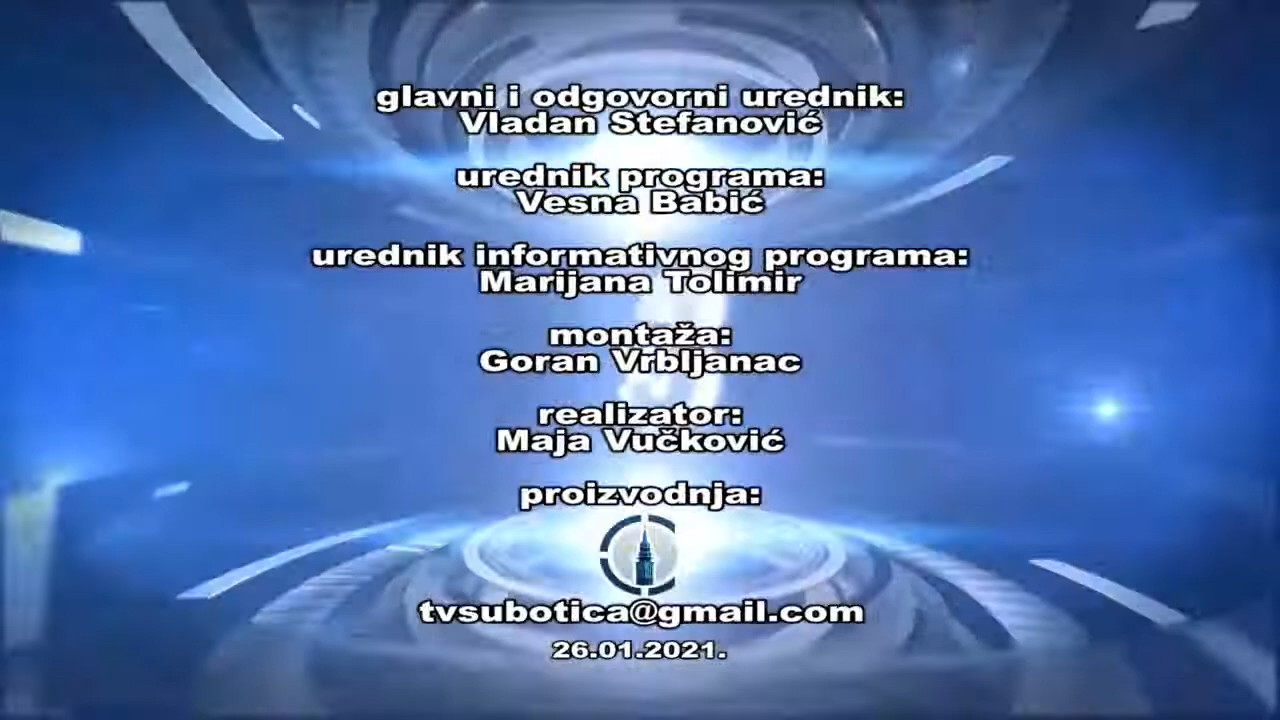 glavni i odgovorni urednik:
Vladan Stefanović
urednik programa:
Vesna Babić
urednik informativnog programa:
Marijana Tolimir
montaža:
Goran Vrbljanac
realizator:
Maja Vučković
proizvodnja:
tvsubotica@gmail.com
26.01.2021.